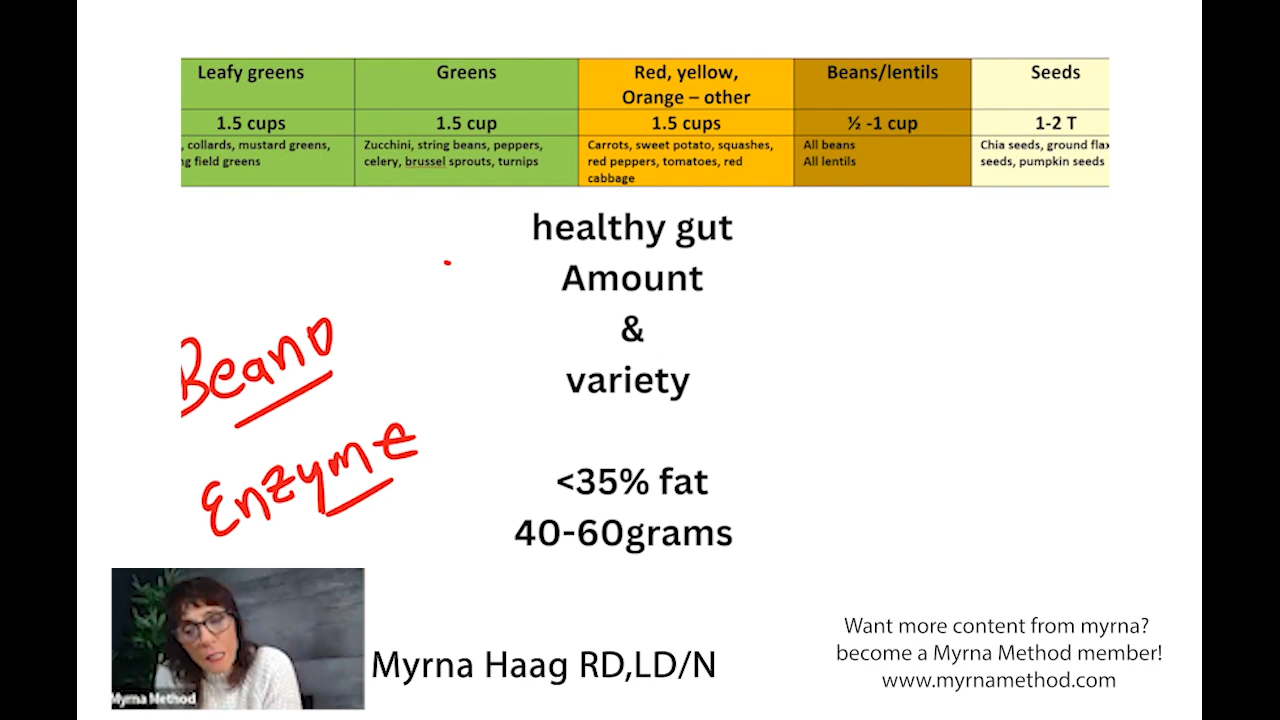 Leafy greens
Greens
Red, yellow,
Orange – other
Beans/lentils
Seeds
1.5 cups
1.5 cup
1.5 cups
½ -1 cup
1-2 T
, collards, mustard greens,
field greens
Zucchini, string beans, peppers,
celery, brussel sprouts, turnips
Carrots, sweet potato, squashes,
red peppers, tomatoes, red
cabbage
All beans
All lentils
Chia seeds, ground flax
seeds, pumpkin seeds
healthy gut
Amount
&
variety
<35% fat
40-60grams
Beano
Enzyme
Myrna Method
Myrna Haag RD,LD/N
Want more content from myrna?
become a Myrna Method member!
www.myrnamethod.com